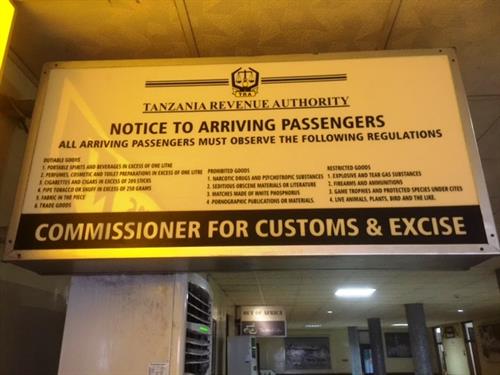 TRA
TANZANIA REVENUE AUTHORITY
NOTICE TO ARRIVING PASSENGERS
ALL ARRIVING PASSENGERS MUST OBSERVE THE FOLLOWING REGULATIONS
DUTIABLE GOODS
1. PORTABLE SPIRITS AND BEVERAGES IN EXCESS OF ONE LITRE
2. PERFUMES, COSMETIC AND TOILET PREPARATIONS IN EXCESS OF ONE LITRE
3. CIGARETTES AND CIGARS IN EXCESS OF 200 STICKS
4. PIPE TOBACCO OR SNUFF IN EXCESS OF 250 GRAMS
5. FABRIC IN THE PIECE
6. TRADE GOODS
PROHIBITED GOODS
1. NARCOTIC DRUGS AND PSYCHOTROPIC SUBSTANCES
2. SEDITIOUS OBSCENE MATERIALS OR LITERATURE
3. MATCHES MADE OF WHITE PHOSPHORUS
4. PORNOGRAPHIC PUBLICATIONS OR MATERIALS.
RESTRICTED GOODS
1. EXPLOSIVE AND TEAR GAS SUBSTANCES
2. FIREARMS AND AMMUNITIONS
3. GAME TROPHIES AND PROTECTED SPECIES UNDER CITES
4. LIVE ANIMALS, PLANTS, BIRD AND THE LIKE.
COMMISSIONER FOR CUSTOMS & EXCISE
OUT OF AFRICA